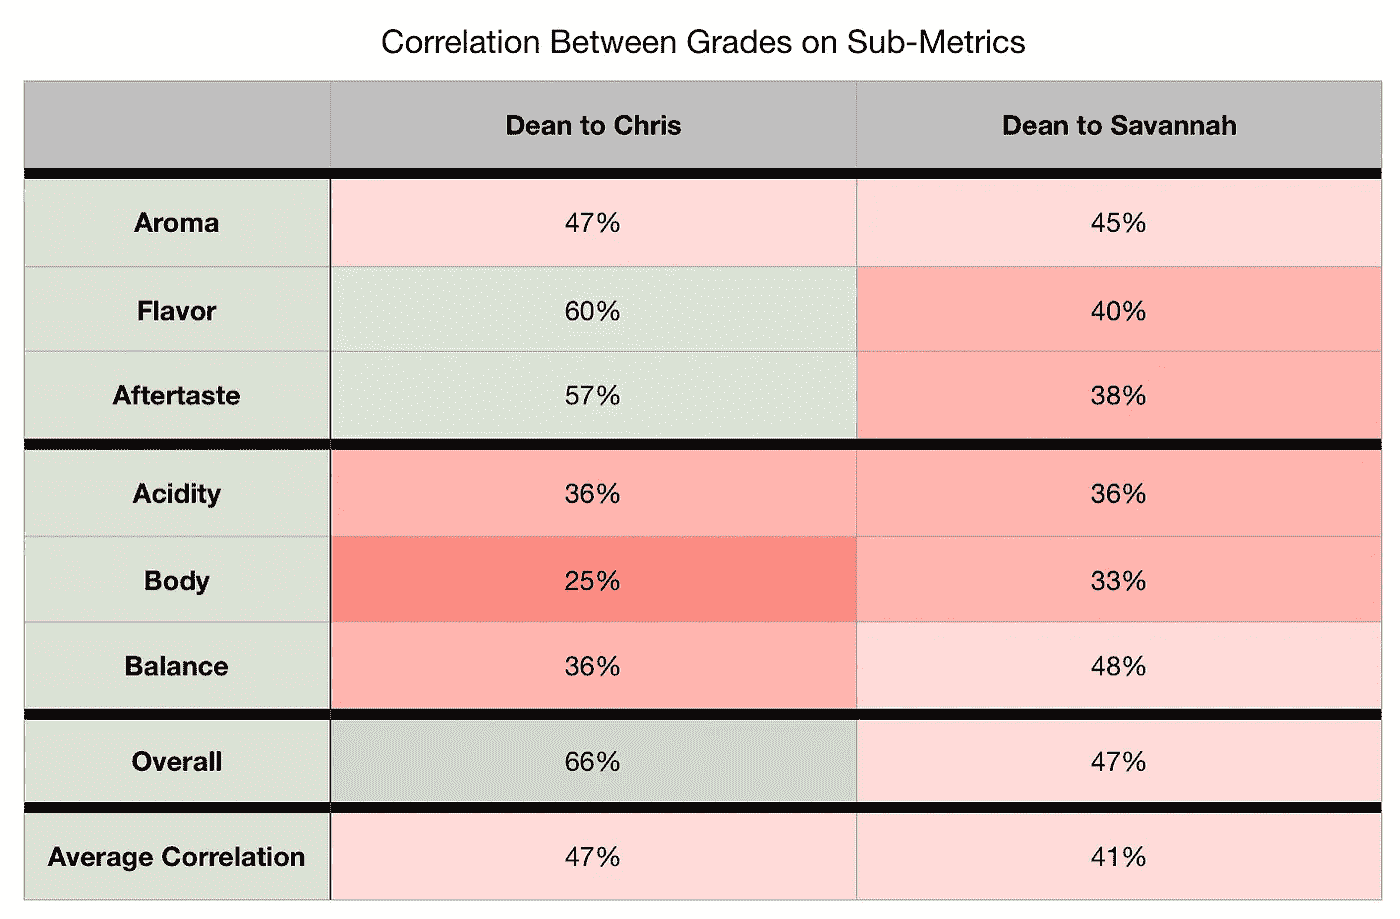 Correlation Between Grades on Sub-Metrics
Dean to Chris Dean to Savannah
Aroma 47% 45%
Flavor 60% 40%
Aftertaste 57% 38%
Acidity 36% 36%
Body 25% 33%
Balance 36% 48%
Overall 66% 47%
Average Correlation 47% 41%